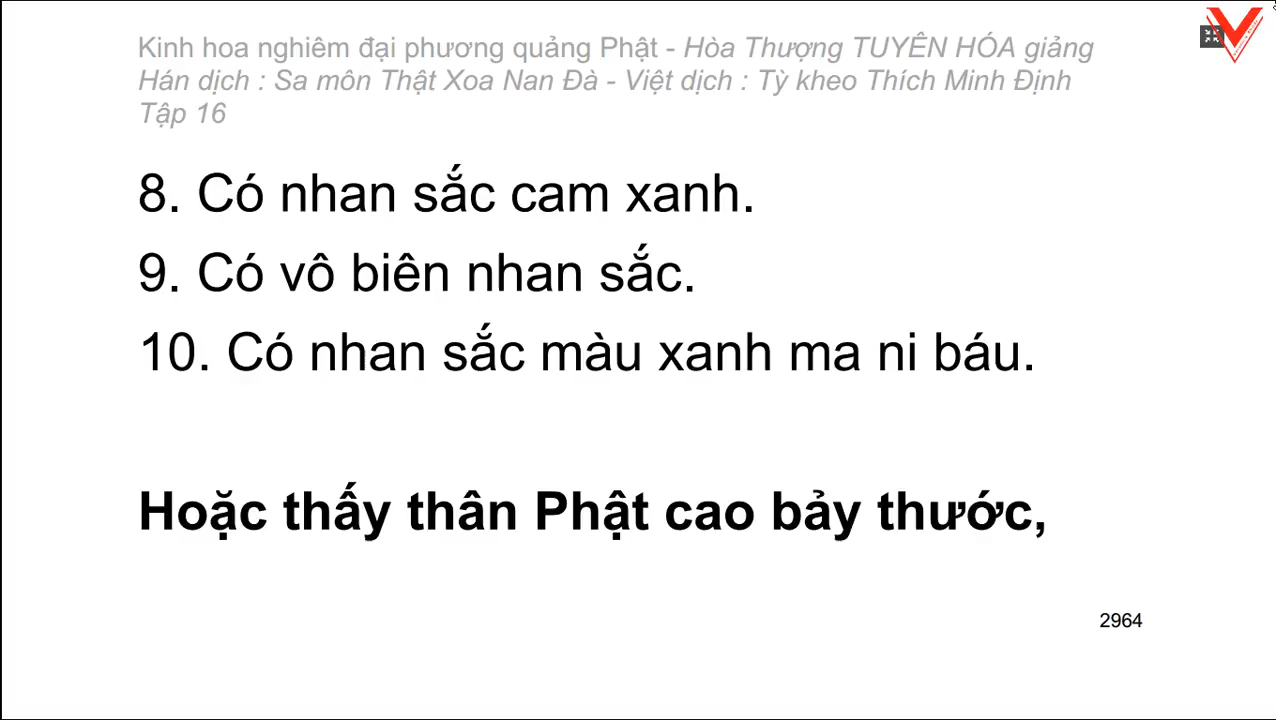 Kinh hoa nghiêm đại phương quảng Phật - Hòa Thượng TUYÊN HÓA giảng
Hán dịch : Sa môn Thật Xoa Nan Đà - Việt dịch : Tỳ kheo Thích Minh Định
Tập 16
8. Có nhan sắc cam xanh.
9. Có vô biên nhan sắc.
10. Có nhan sắc màu xanh ma ni báu.
Hoặc thấy thân Phật cao bảy thước,
2964